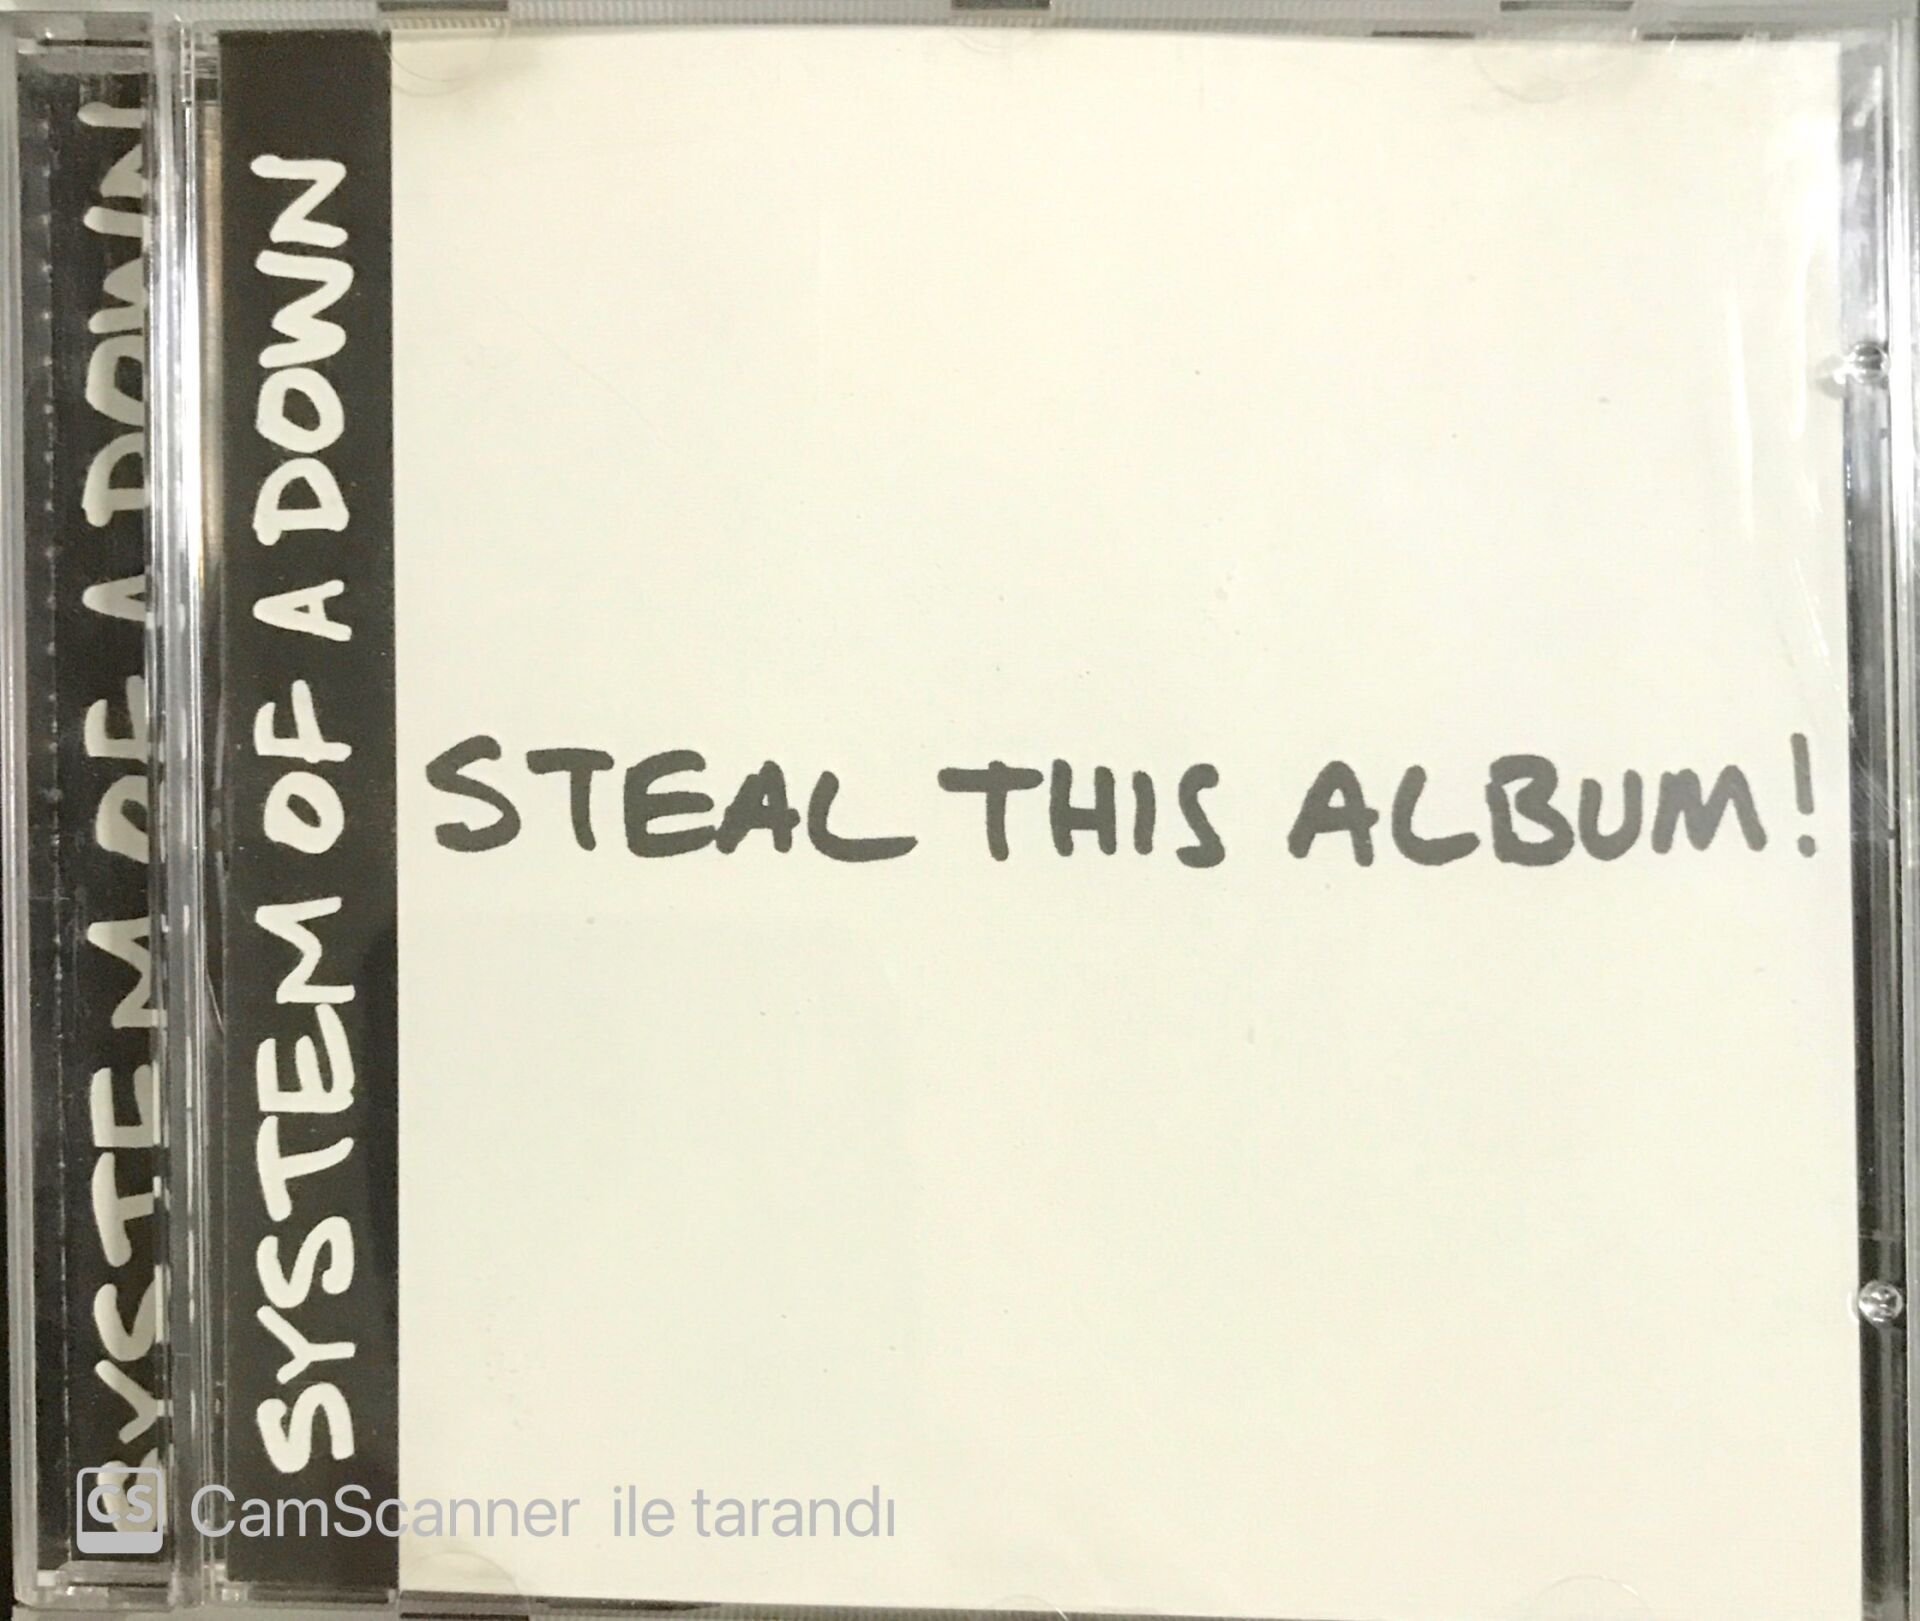 SYSTEM OF A DOWN
SYSTEM OF A DOWN
STEAL THIS ALBUM!
CS CamScanner ile tarandı